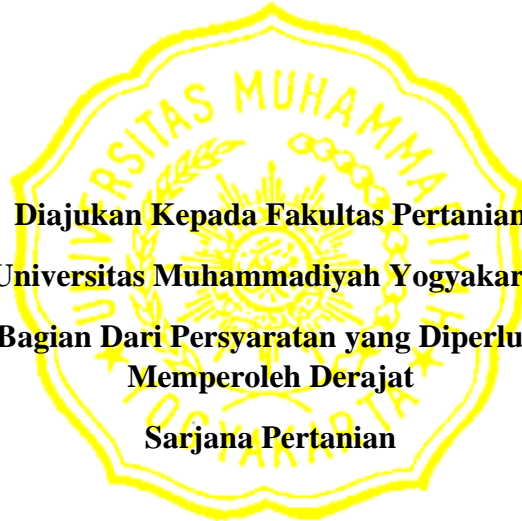 UNIVERSITAS MUHAMMADIYAH
YOGYAKARTA
Diajukan Kepada Fakultas Pertanian
Universitas Muhammadiyah Yogyakar
Bagian Dari Persyaratan yang Diperlu
Memperoleh Derajat
Sarjana Pertanian